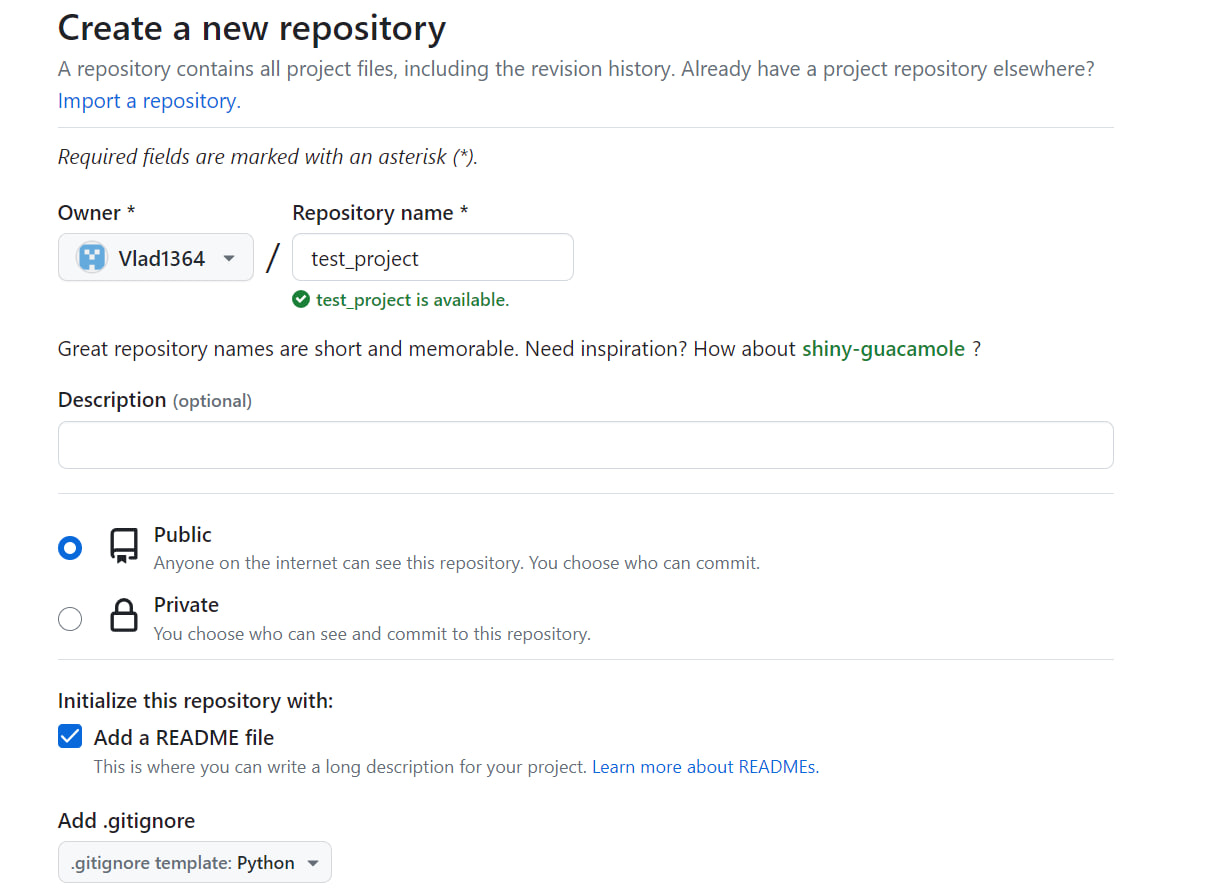 Create a new repository
A repository contains all project files, including the revision history. Already have a project repository elsewhere?
Import a repository.
Required fields are marked with an asterisk (*).
Owner *
Repository name *
Vlad1364
/
test_project
test_project is available.
Great repository names are short and memorable. Need inspiration? How about shiny-guacamole ?
Description (optional)
Public
Anyone on the internet can see this repository. You choose who can commit.
Private
You choose who can see and commit to this repository.
Initialize this repository with:
Add a README file
This is where you can write a long description for your project. Learn more about READMEs.
Add .gitignore
.gitignore template: Python